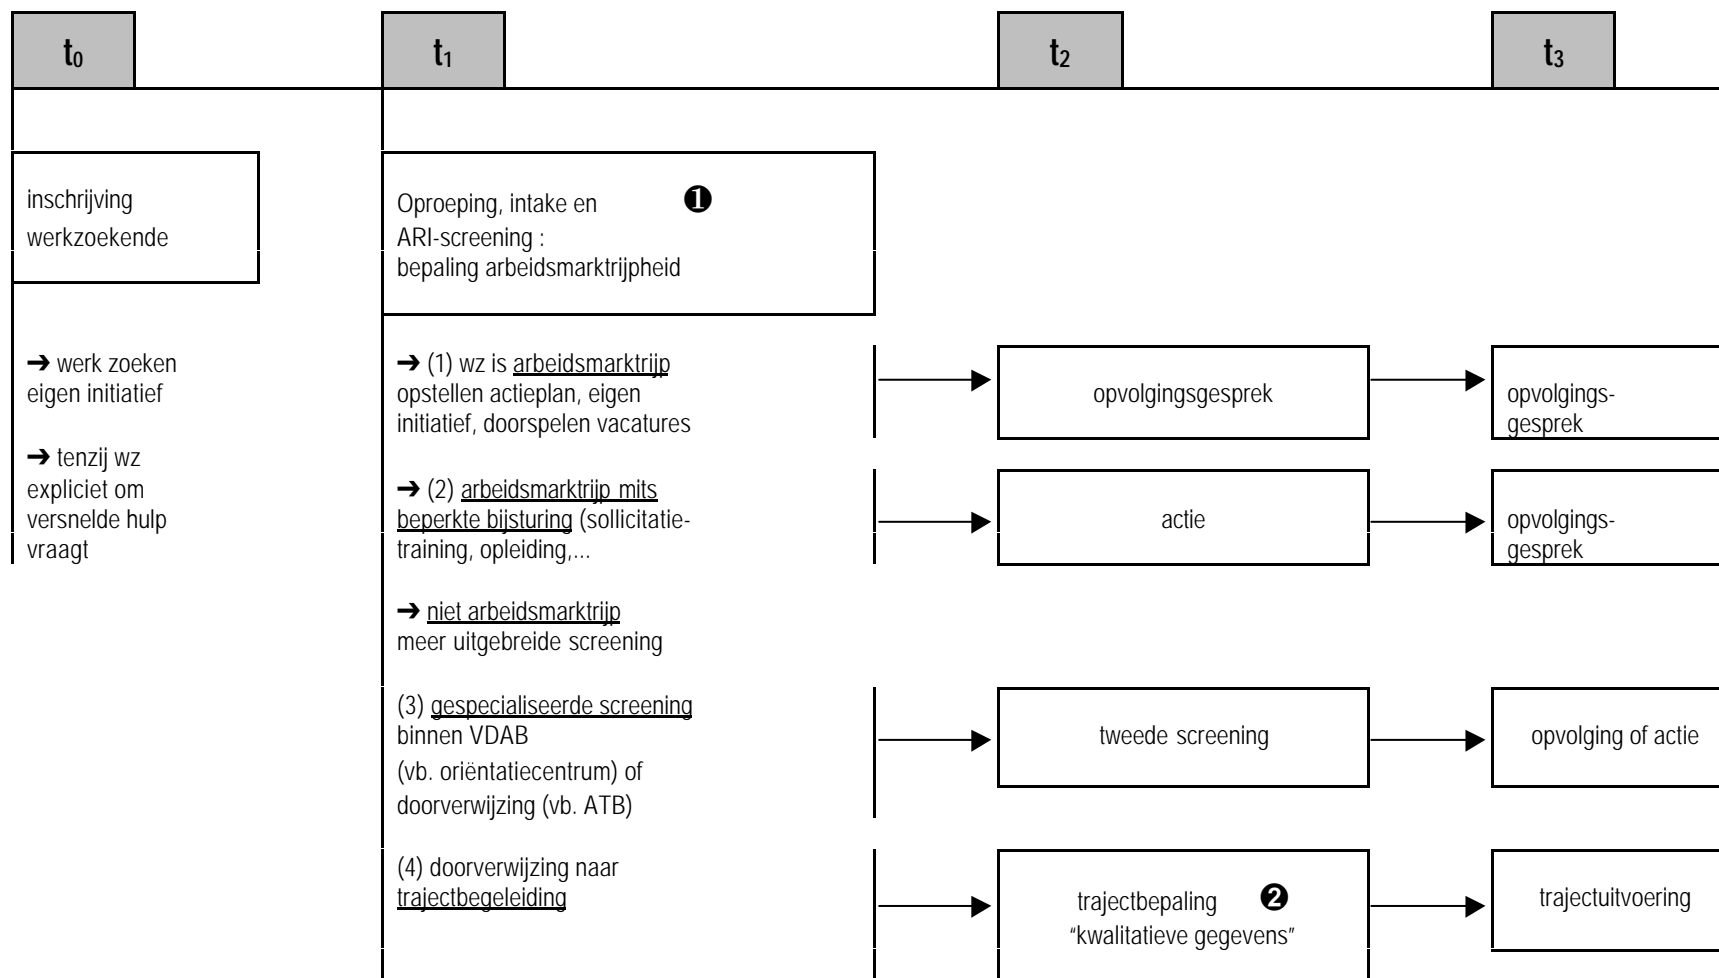 t0
t1
t2
t3
inschrijving
werkzoekende
Oproeping, intake en ❶
ARI-screening :
bepaling arbeidsmarktrijpheid
➔ werk zoeken
eigen initiatief
➔ tenzij wz
expliciet om
versnelde hulp
vraagt
➔ (1) wz is arbeidsmarktrijp
opstellen actieplan, eigen
initiatief, doorspelen vacatures
opvolgingsgesprek
opvolgings-
gesprek
➔ (2) arbeidsmarktrijp mits
beperkte bijsturing (sollicitatie-
training, opleiding,...
actie
opvolgings-
gesprek
➔ niet arbeidsmarktrijp
meer uitgebreide screening
(3) gespecialiseerde screening
binnen VDAB
(vb. oriëntatiecentrum) of
doorverwijzing (vb. ATB)
tweede screening
opvolging of actie
(4) doorverwijzing naar
trajectbegeleiding
trajectbepaling ❷
“kwalitatieve gegevens”
trajectuitvoering